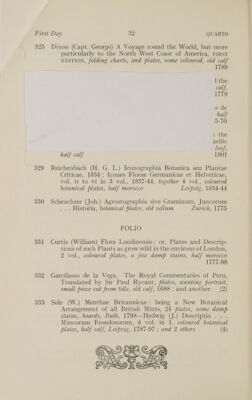 First Day 32 QUARTO
325 Dixon (Capt. George) A Voyage round the World, but more
particularly to the North West Coast of America, FIRST
EDITION, folding charts, and plates, some coloured, old calf
1789
l the
calf,
1778
o de
half
5-70
r the
acific
leaf,
half calf 1801
329 Reichenbach (H. G. L.) Iconographia Botanica seu Plantae
Criticae, 1834; Icones Florae Germanicae et Helveticae,
vol. II to VI in 3 vol., 1837-44, together 4 vol., coloured
botanical plates, half morocco Leipzig, 1834-44
330 Scheuchzer (Joh.) Agrostographia sive Graminum, Juncorum
. . . Historia, botanical plates, old vellum Zurich, 1775
FOLIO
331 Curtis (William) Flora Londinensis: or, Plates and Descrip-
tions of such Plants as grow wild in the environs of London,
2 vol., coloured plates, a few damp stains, half morocco
1777-98
332 Garcilasso de la Vega. The Royal Commentaries of Peru,
Translated by Sir Paul Rycaut, plates, wanting portrait,
small piece cut from title, old calf, 1688; and another (2)
333 Sole (W.) Menthae Britannicae: being a New Botanical
Arrangement of all British Mints, 24 plates, some damp
stains, boards, Bath, 1798—Hedwig (J.) Descriptio . . .
Muscorum Frondosorum, 4 vol. in 1, coloured botanical
plates, half calf, Leipzig, 1787-97; and 2 others (4)